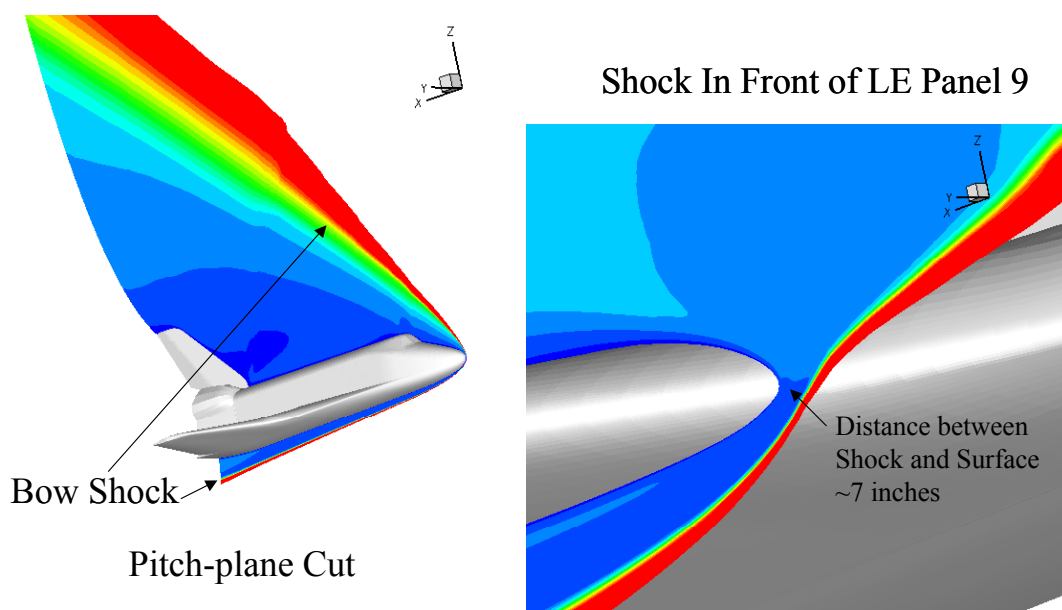 Z
Y
X
Bow Shock
Pitch-plane Cut
Shock In Front of LE Panel 9
Z
Y
X
Distance between
Shock and Surface
~7 inches